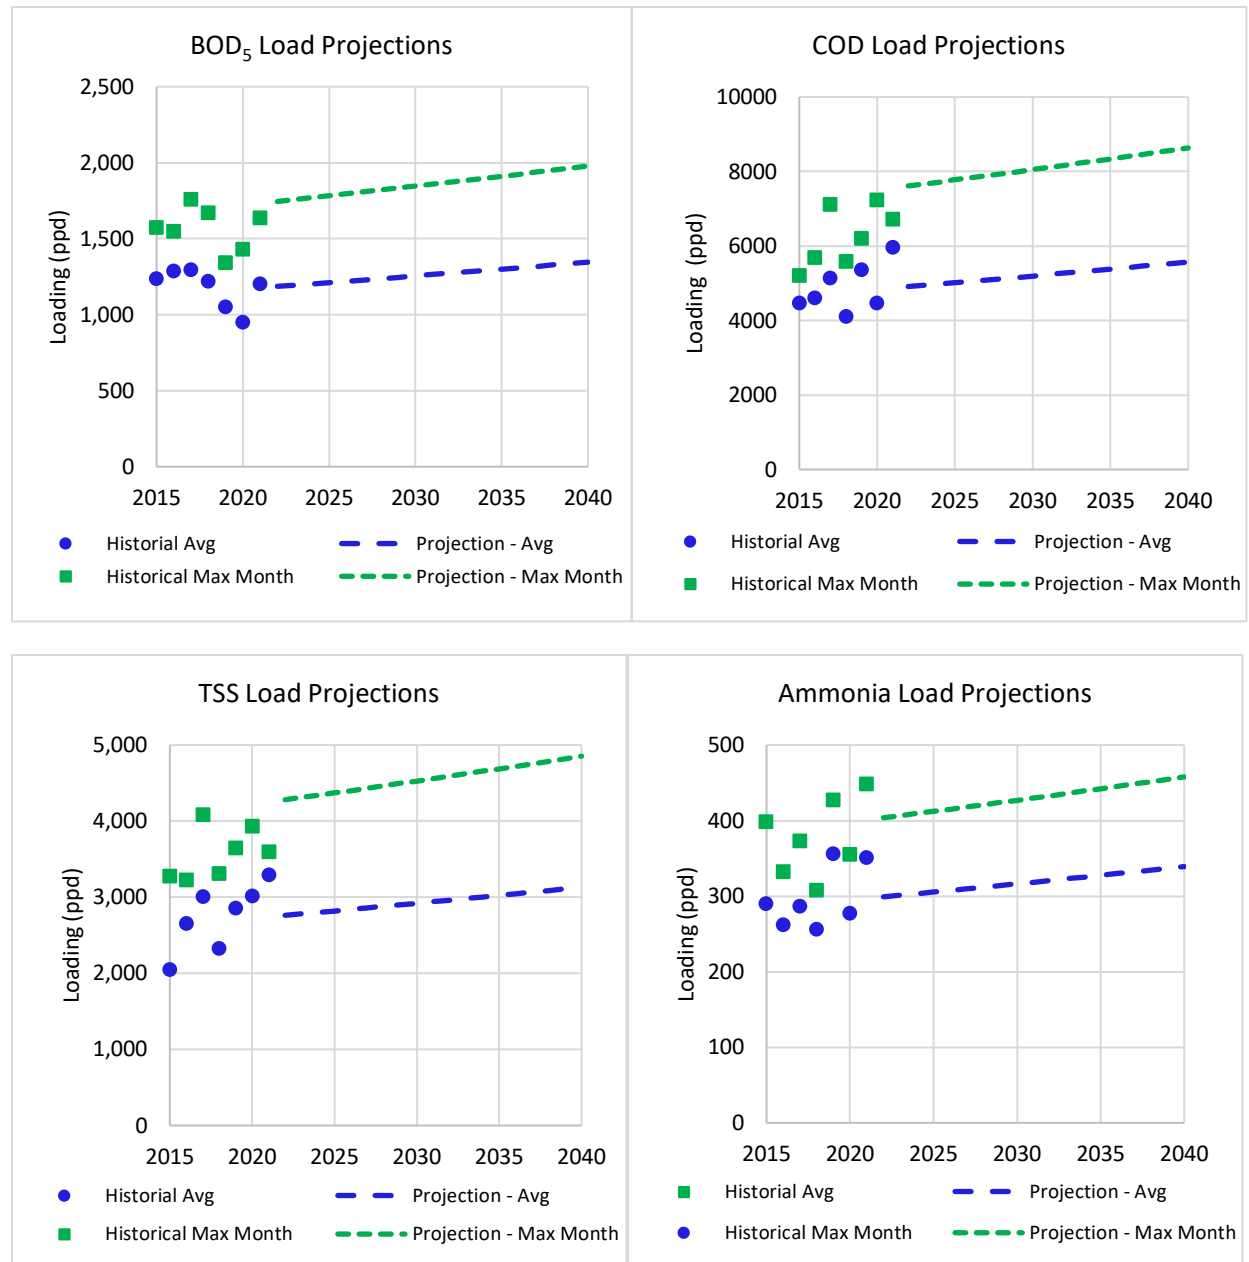 BOD5 Load Projections
2,500
2,000
1,500
1,000
500
0
Loading (ppd)
2015 2020 2025 2030 2035 2040
Historial Avg Projection - Avg
Historical Max Month Projection - Max Month
COD Load Projections
10000
8000
6000
4000
2000
0
Loading (ppd)
2015 2020 2025 2030 2035 2040
Historial Avg Projection - Avg
Historical Max Month Projection - Max Month
TSS Load Projections
5,000
4,000
3,000
2,000
1,000
0
Loading (ppd)
2015 2020 2025 2030 2035 2040
Historial Avg Projection - Avg
Historical Max Month Projection - Max Month
Ammonia Load Projections
500
400
300
200
100
0
Loading (ppd)
2015 2020 2025 2030 2035 2040
Historial Avg Projection - Avg
Historical Max Month Projection - Max Month